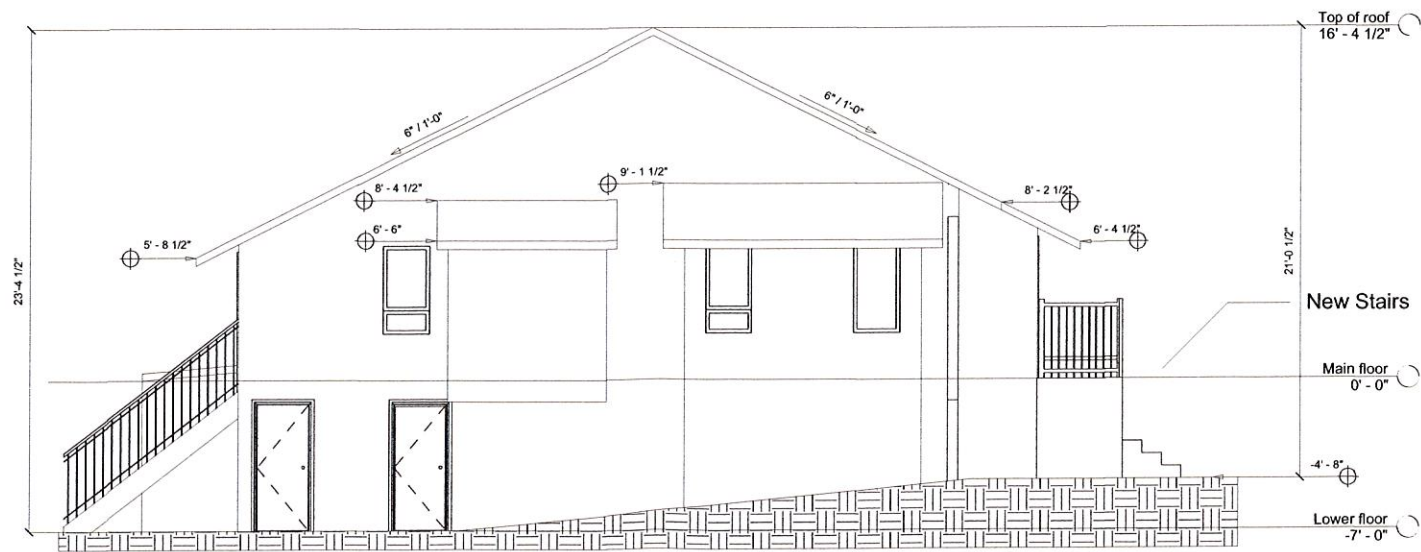 Top of roof
16' - 4 1/2"
6" / 1'-0"
6" / 1'-0"
9' - 1 1/2"
8' - 4 1/2"
8' - 2 1/2"
6' - 6"
6' - 4 1/2"
5' - 8 1/2"
23'-4 1/2"
21'-0 1/2"
New Stairs
Main floor
0' - 0"
-4' - 8"
Lower floor
-7' - 0"